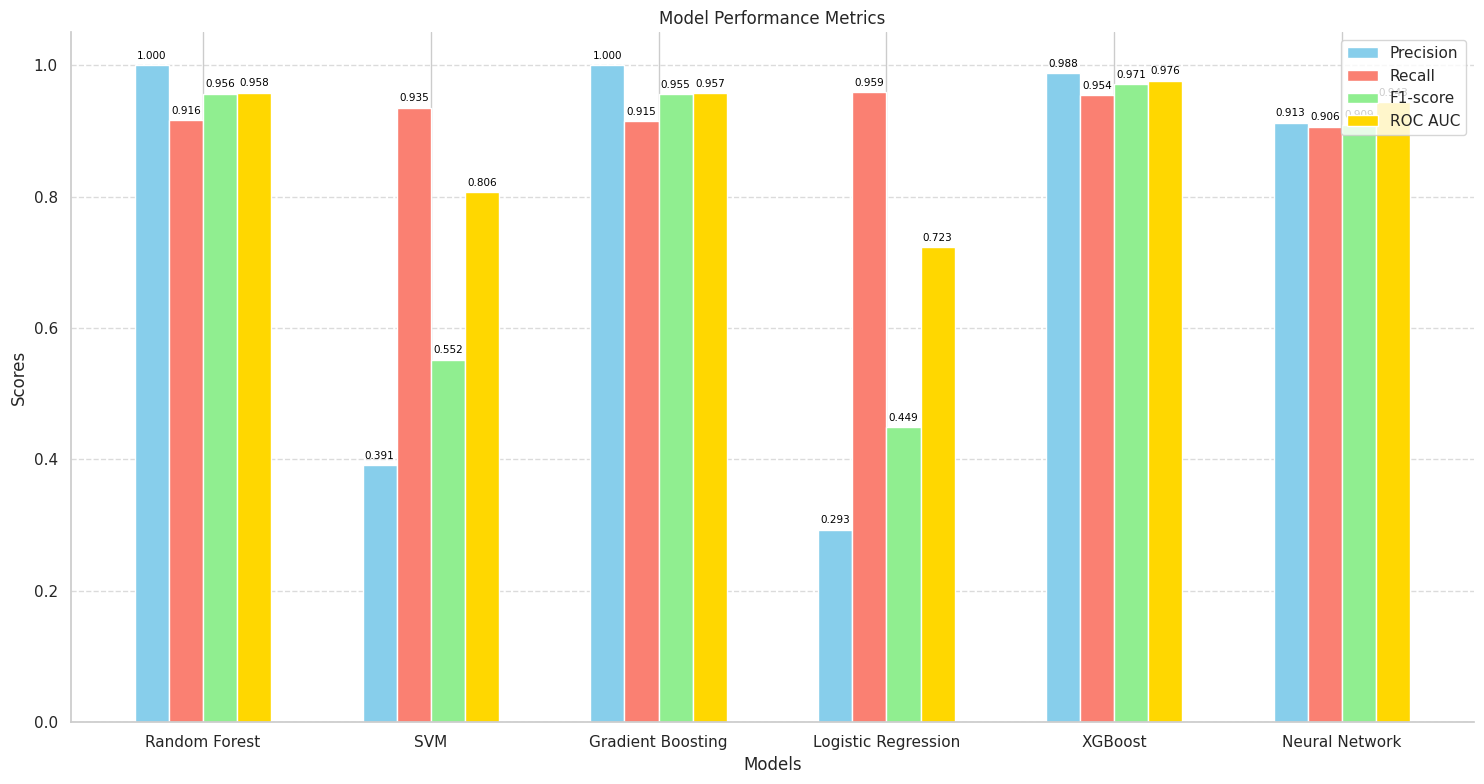 Model Performance Metrics
Precision
Recall
F1-score
ROC AUC
Scores
1.0
0.8
0.6
0.4
0.2
0.0
1.000
0.916
0.956
0.958
0.391
0.935
0.552
0.806
1.000
0.915
0.955
0.957
0.293
0.959
0.449
0.723
0.988
0.954
0.971
0.976
0.913
0.906
0.909
Random Forest
SVM
Gradient Boosting
Logistic Regression
XGBoost
Neural Network
Models